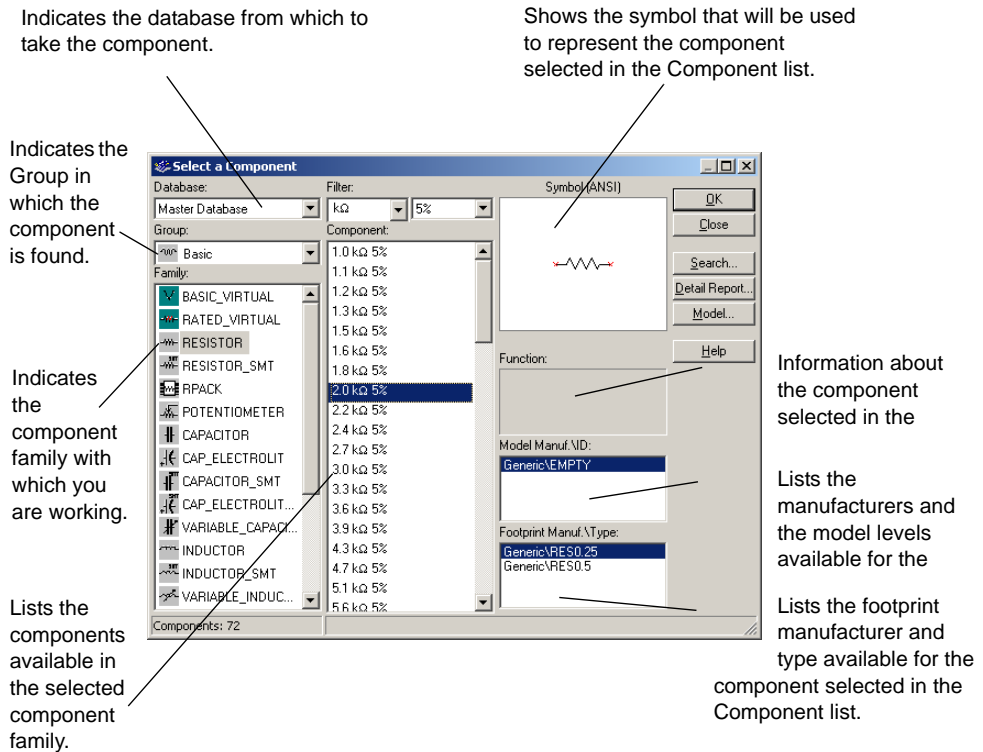 Indicates the database from which to
take the component.
Shows the symbol that will be used
to represent the component
selected in the Component list.
Indicates the
Group in
which the
component
is found.
Indicates
the
component
family with
which you
are working.
Lists the
components
available in
the selected
component
family.
Select a Component
Database:
Master Database
Group:
Basic
Family:
BASIC_VIRTUAL
RATED_VIRTUAL
RESISTOR
RESISTOR_SMT
RPACK
POTENTIOMETER
CAPACITOR
CAP_ELECTROLIT
CAPACITOR_SMT
CAP_ELECTROLIT...
VARIABLE_CAPACI...
INDUCTOR
INDUCTOR_SMT
VARIABLE_INDUC...
Components: 72
Filter:
kΩ
5%
Component:
1.0 kΩ 5%
1.1 kΩ 5%
1.2 kΩ 5%
1.3 kΩ 5%
1.5 kΩ 5%
1.6 kΩ 5%
1.8 kΩ 5%
2.0 kΩ 5%
2.2 kΩ 5%
2.4 kΩ 5%
2.7 kΩ 5%
3.0 kΩ 5%
3.3 kΩ 5%
3.6 kΩ 5%
3.9 kΩ 5%
4.3 kΩ 5%
4.7 kΩ 5%
5.1 kΩ 5%
5.6 kΩ 5%
Symbol (ANSI)
Function:
Model Manuf.\ID:
Generic\EMPTY
Footprint Manuf.\Type:
Generic\RES0.25
Generic\RES0.5
OK
Close
Search...
Detail Report...
Model...
Help
Information about
the component
selected in the
Lists the
manufacturers and
the model levels
available for the
Lists the footprint
manufacturer and
type available for the
component selected in the
Component list.